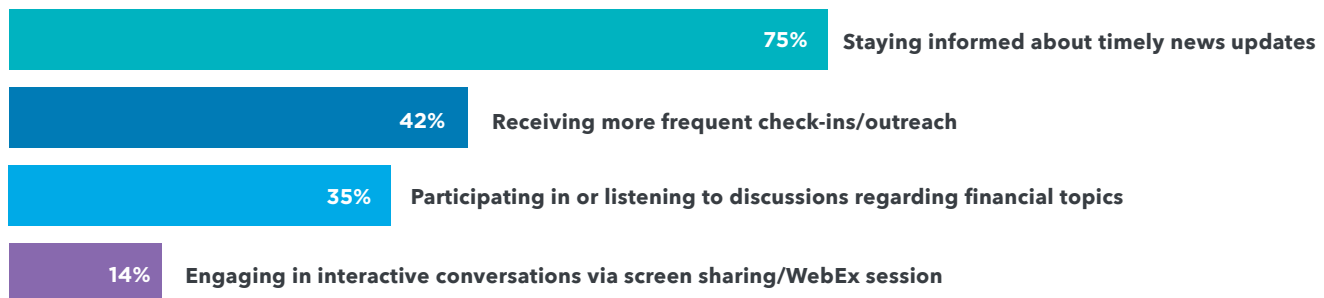 75% Staying informed about timely news updates
42% Receiving more frequent check-ins/outreach
35% Participating in or listening to discussions regarding financial topics
14% Engaging in interactive conversations via screen sharing/WebEx session